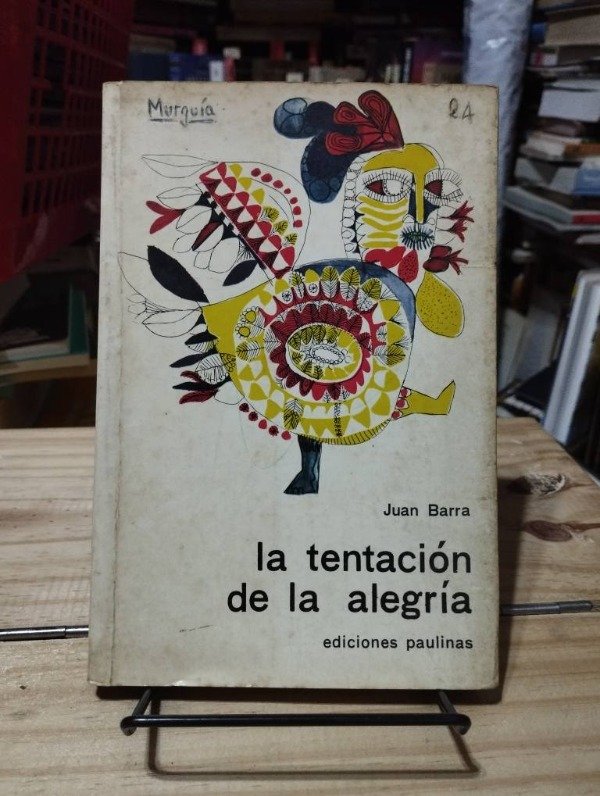 Murguía
24
Juan Barra
la tentación
de la alegría
ediciones paulinas